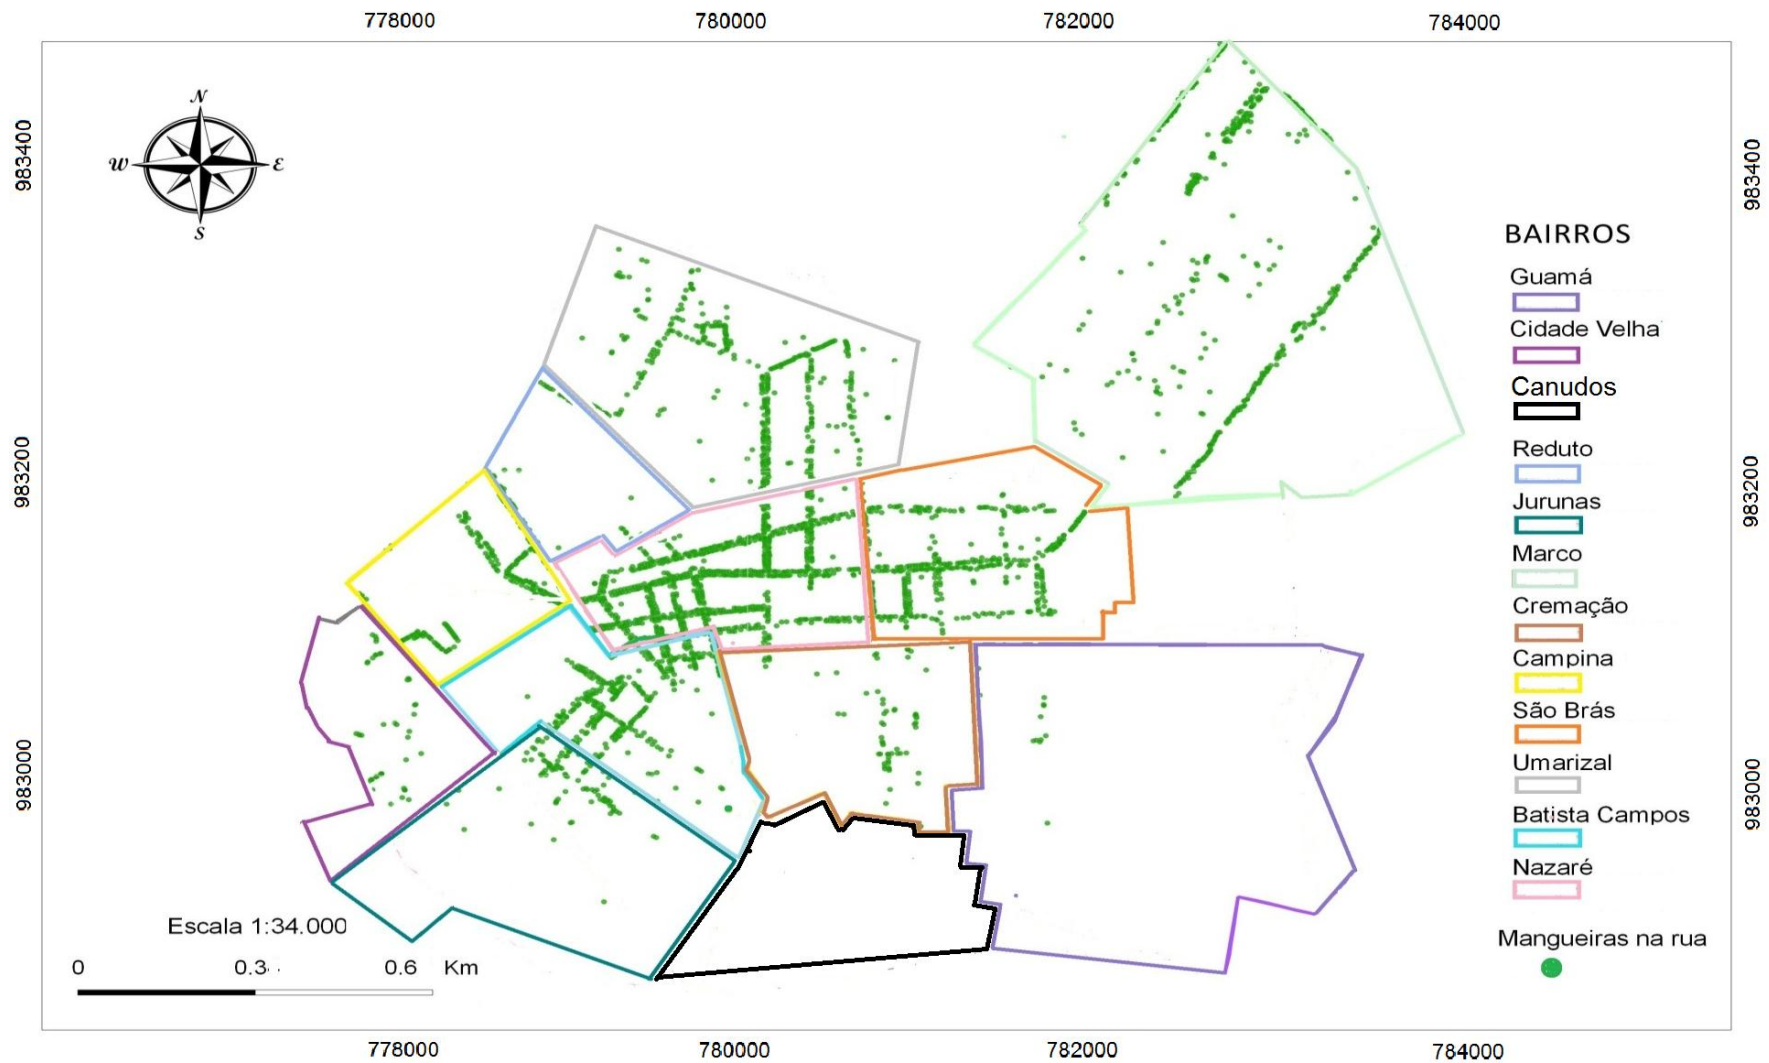 778000 780000 782000 784000
N
W E
S
983400
983200
983000
983400
983200
983000
BAIRROS
Guamá
Cidade Velha
Canudos
Reduto
Jurunas
Marco
Cremação
Campina
São Brás
Umarizal
Batista Campos
Nazaré
Mangueiras na rua
Escala 1:34.000
0 0.3 0.6 Km
778000 780000 782000 784000